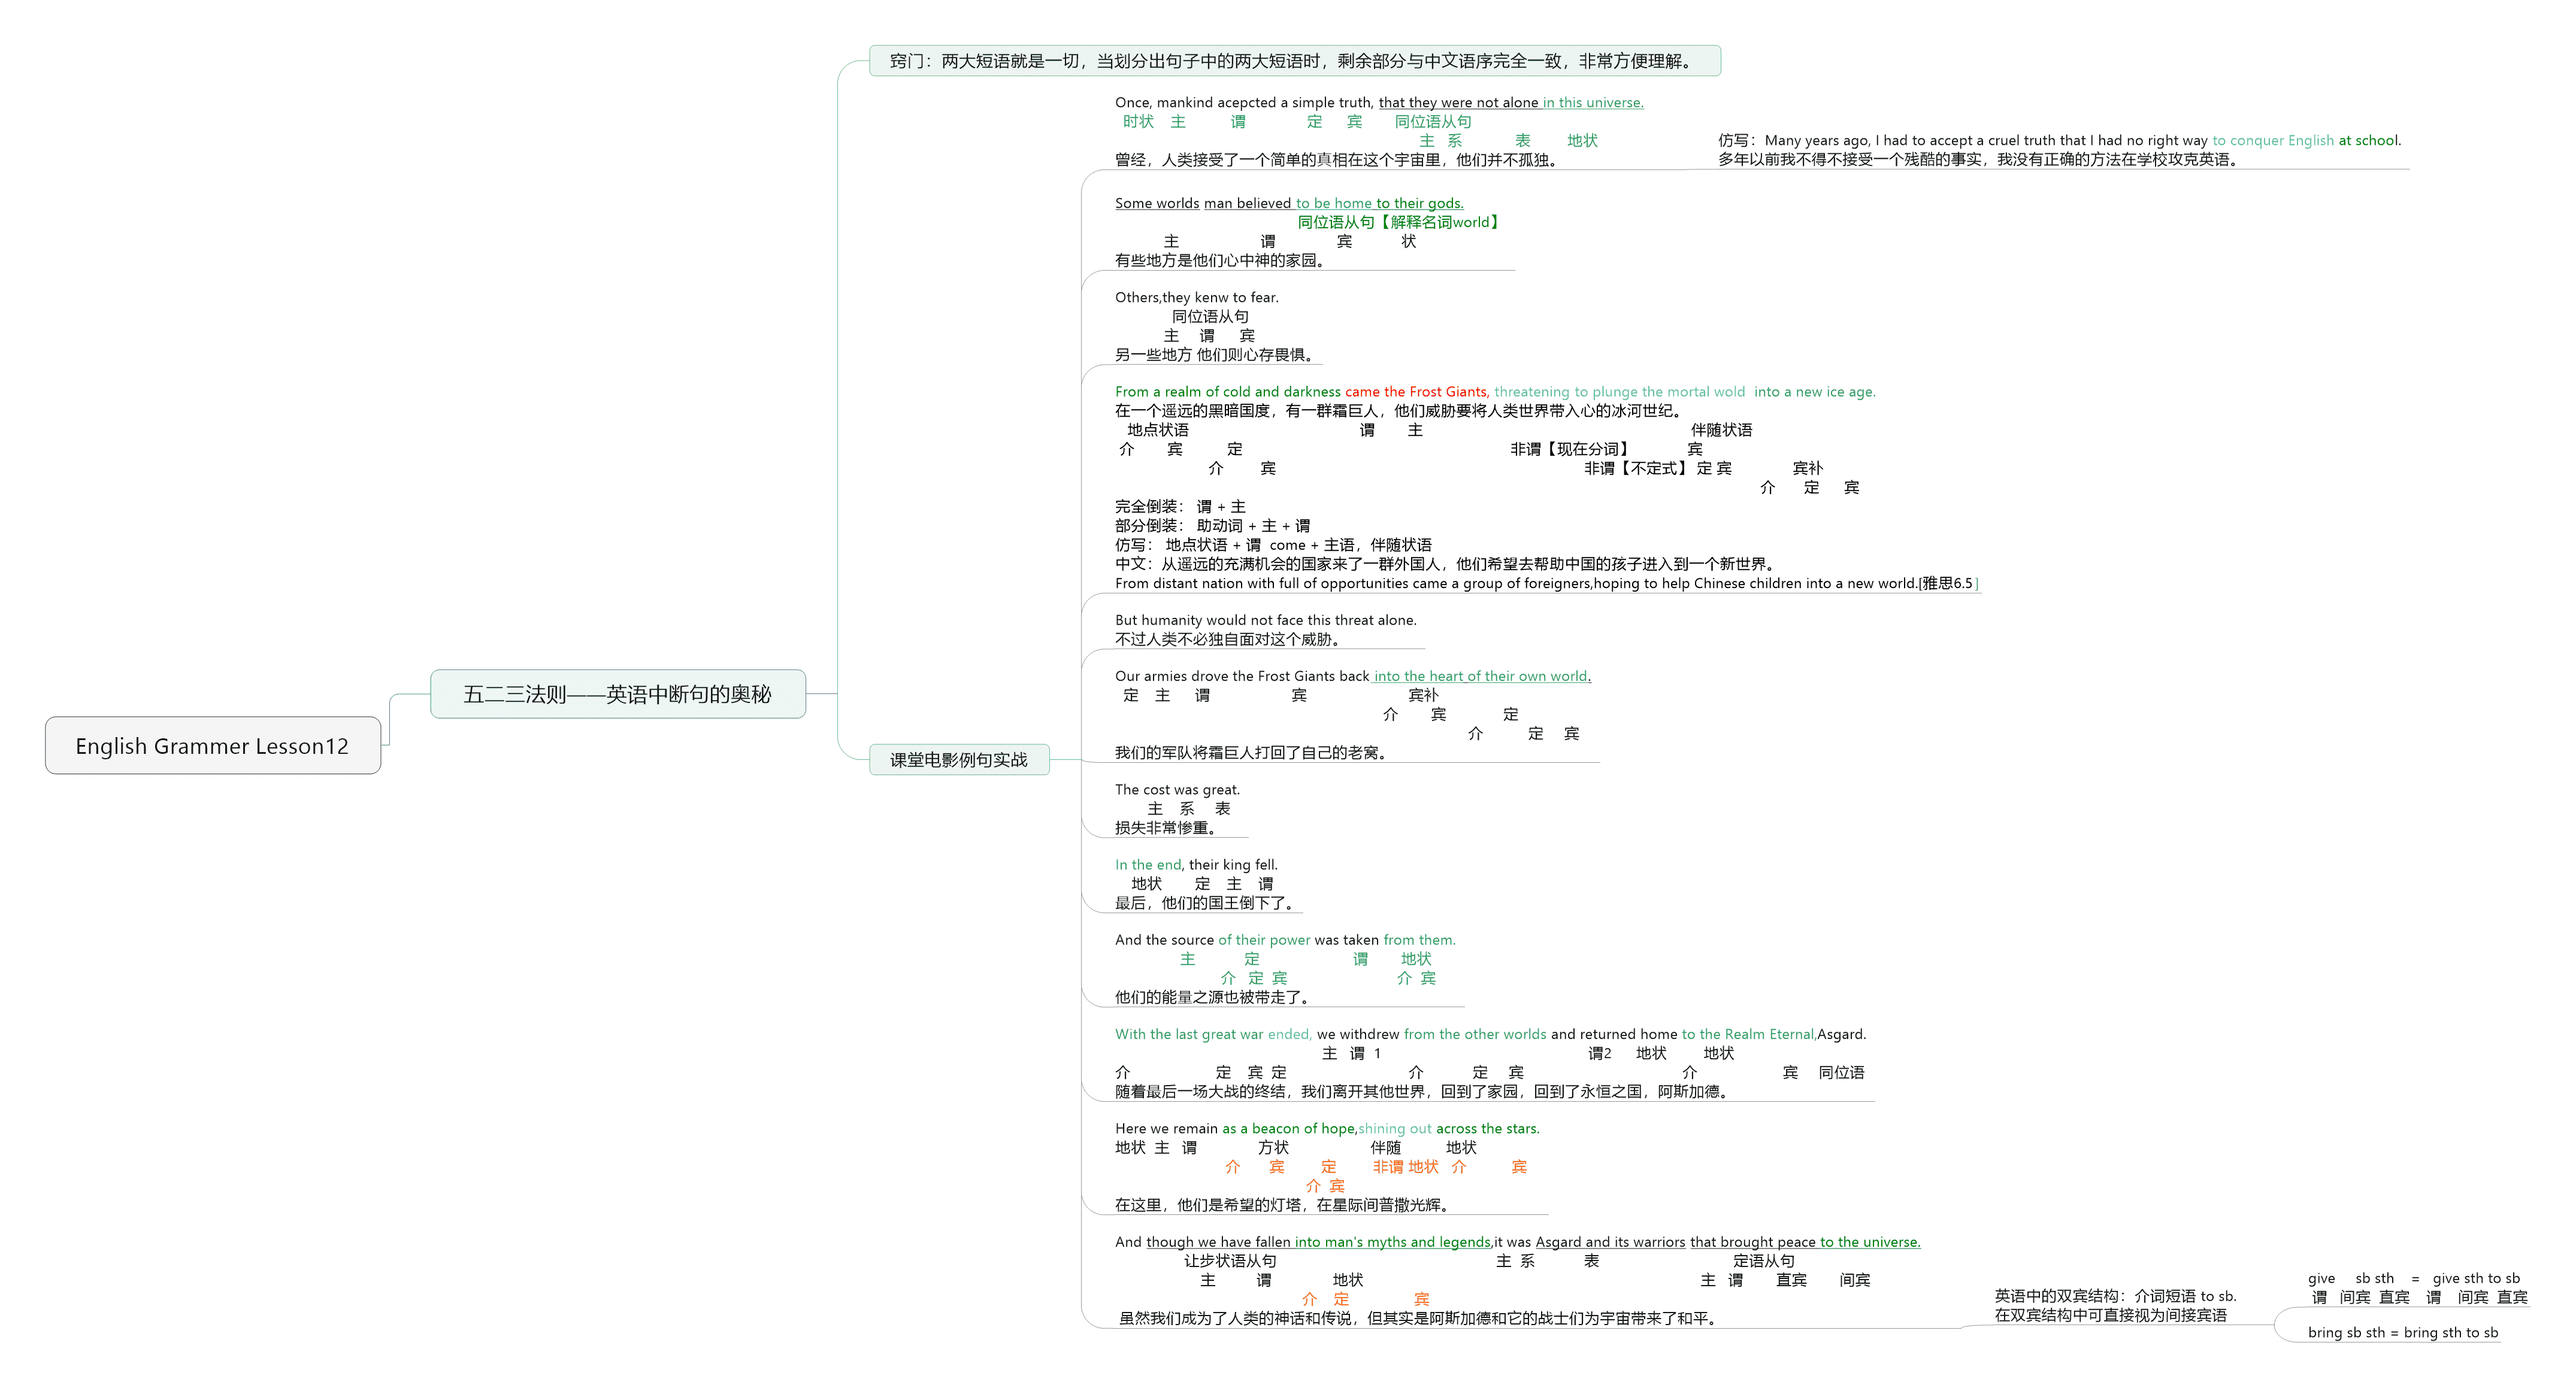 English Grammer Lesson12
五二三法则——英语中断句的奥秘
窍门：两大短语就是一切，当划分出句子中的两大短语时，剩余部分与中文语序完全一致，非常方便理解。
课堂电影例句实战
Once, mankind acepcted a simple truth, that they were not alone in this universe.
时状 主 谓 定 宾 同位语从句
主 系 表 地状
曾经，人类接受了一个简单的真相在这个宇宙里，他们并不孤独。
仿写：Many years ago, I had to accept a cruel truth that I had no right way to conquer English at school.
多年以前我不得不接受一个残酷的事实，我没有正确的方法在学校攻克英语。
Some worlds man believed to be home to their gods.
同位语从句【解释名词world】
主 谓 宾 状
有些地方是他们心中神的家园。
Others,they kenw to fear.
同位语从句
主 谓 宾
另一些地方 他们则心存畏惧。
From a realm of cold and darkness came the Frost Giants, threatening to plunge the mortal wold into a new ice age.
在一个遥远的黑暗国度，有一群霜巨人，他们威胁要将人类世界带入心的冰河世纪。
地点状语 谓 主 伴随状语
介 宾 定 非谓【现在分词】 宾
介 宾 非谓【不定式】 定 宾 宾补
介 定 宾
完全倒装： 谓 + 主
部分倒装： 助动词 + 主 + 谓
仿写： 地点状语 + 谓 come + 主语，伴随状语
中文：从遥远的充满机会的国家来了一群外国人，他们希望去帮助中国的孩子进入到一个新世界。
From distant nation with full of opportunities came a group of foreigners,hoping to help Chinese children into a new world.[雅思6.5]
But humanity would not face this threat alone.
不过人类不必独自面对这个威胁。
Our armies drove the Frost Giants back into the heart of their own world.
定 主 谓 宾 宾补
介 宾 定
介 定 宾
我们的军队将霜巨人打回了自己的老窝。
The cost was great.
主 系 表
损失非常惨重。
In the end, their king fell.
地状 定 主 谓
最后，他们的国王倒下了。
And the source of their power was taken from them.
主 定 谓 地状
介 定 宾 介 宾
他们的能量之源也被带走了。
With the last great war ended, we withdrew from the other worlds and returned home to the Realm Eternal,Asgard.
主 谓 1 谓2 地状 地状
介 定 宾 定 介 定 宾 介 宾 同位语
随着最后一场大战的终结，我们离开其他世界，回到了家园，回到了永恒之国，阿斯加德。
Here we remain as a beacon of hope,shining out across the stars.
地状 主 谓 方状 伴随 地状
介 宾 定 非谓 地状 介 宾
介 宾
在这里，他们是希望的灯塔，在星际间普撒光辉。
And though we have fallen into man's myths and legends,it was Asgard and its warriors that brought peace to the universe.
让步状语从句 主 系 表 定语从句
主 谓 地状 主 谓 直宾 间宾
介 定 宾
虽然我们成为了人类的神话和传说，但其实是阿斯加德和它的战士们为宇宙带来了和平。
英语中的双宾结构：介词短语 to sb.
在双宾结构中可直接视为间接宾语
give sb sth = give sth to sb
谓 间宾 直宾 谓 间宾 直宾
bring sb sth = bring sth to sb